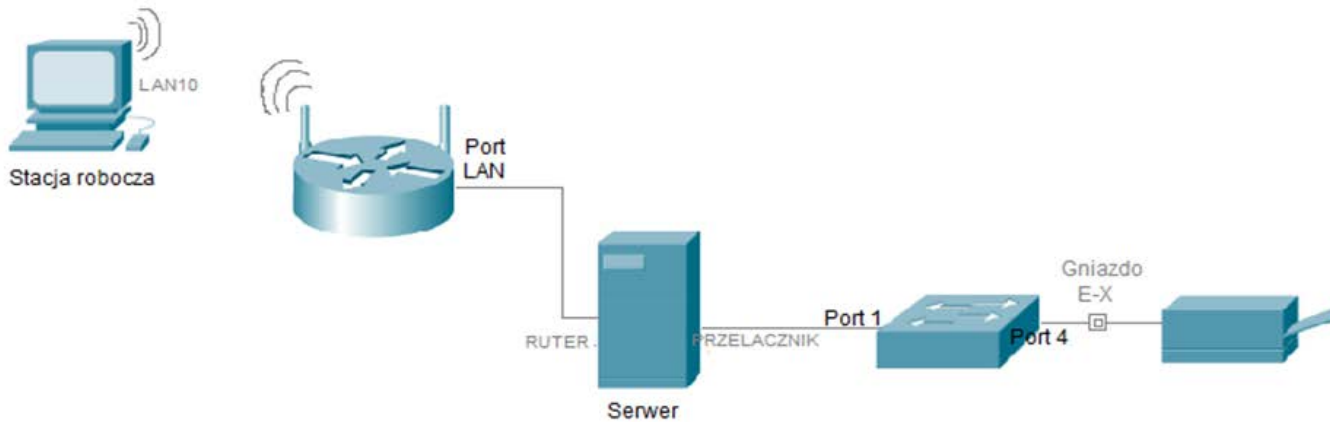 LAN10
Stacja robocza
Port
LAN
RUTER
Serwer
PRZELACZNIK
Port 1
Port 4
Gniazdo
E-X